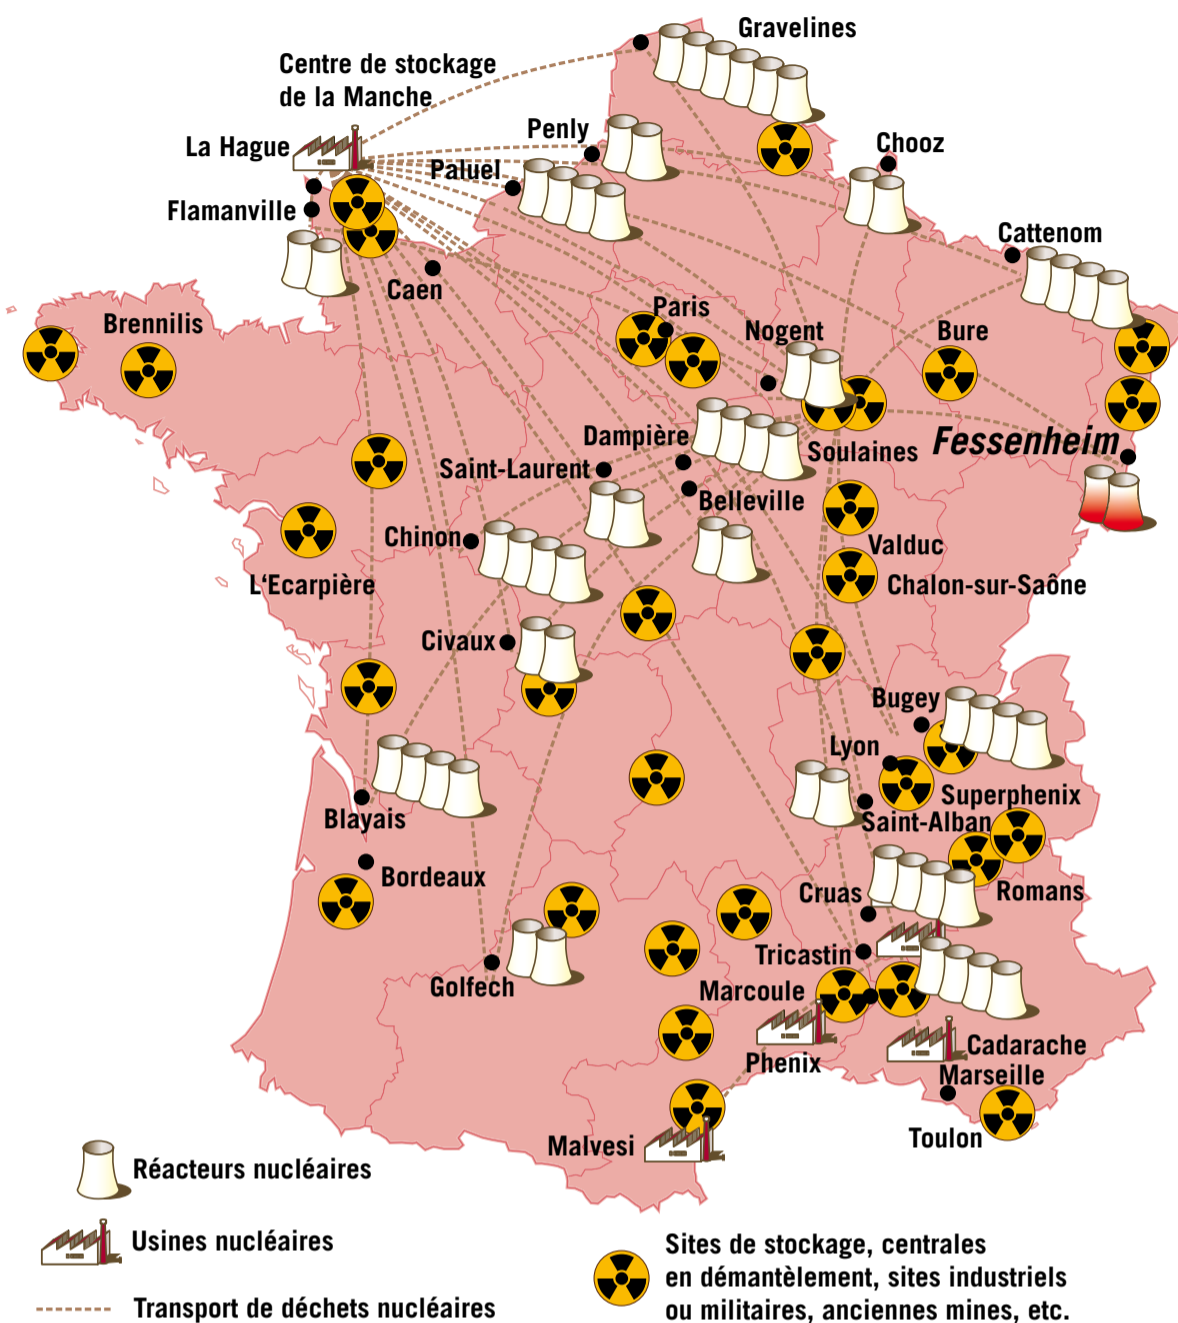 Gravelines
Centre de stockage
de la Manche
La Hague
Penly
Chooz
Paluel
Flamanville
Cattenom
Caen
Brennilis
Paris
Nogent
Bure
Dampière
Soulaines
Fessenheim
Saint-Laurent
Belleville
Chinon
Valduc
L'Ecarpière
Chalon-sur-Saône
Civaux
Bugey
Lyon
Superphenix
Blayais
Saint-Alban
Bordeaux
Cruas
Romans
Tricastin
Golfech
Marcoule
Phenix
Cadarache
Marseille
Malvesi
Toulon
Réacteurs nucléaires
Usines nucléaires
Transport de déchets nucléaires
Sites de stockage, centrales
en démantèlement, sites industriels
ou militaires, anciennes mines, etc.